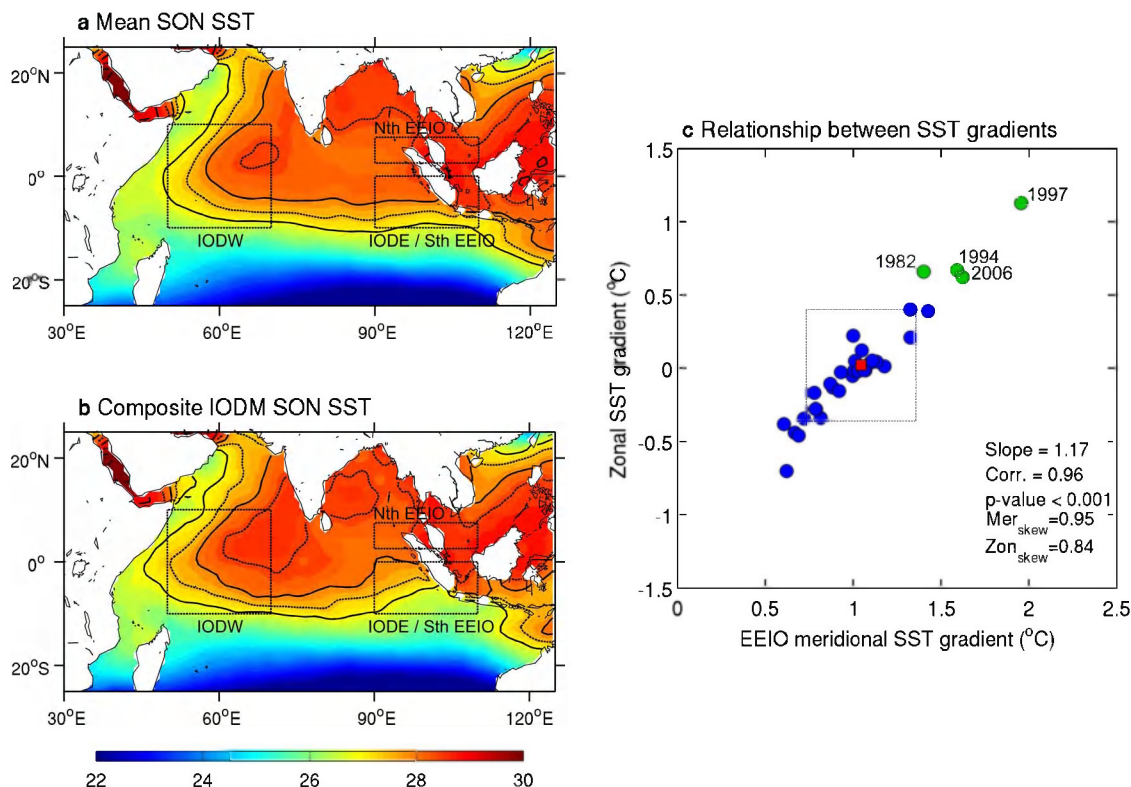 a Mean SON SST
20°N
0°
20°S
30°E
60°E
90°E
120°E
Nth EEIO
IODW
IODE / Sth EEIO
b Composite IODM SON SST
20°N
0°
20°S
30°E
60°E
90°E
120°E
Nth EEIO
IODW
IODE / Sth EEIO
22
24
26
28
30
c Relationship between SST gradients
1.5
1
0.5
0
-0.5
-1
-1.5
Zonal SST gradient (°C)
1997
1994
1982
2006
Slope = 1.17
Corr. = 0.96
p-value < 0.001
Mer_skew=0.95
Zon_skew=0.84
0
0.5
1
1.5
2
2.5
EEIO meridional SST gradient (°C)